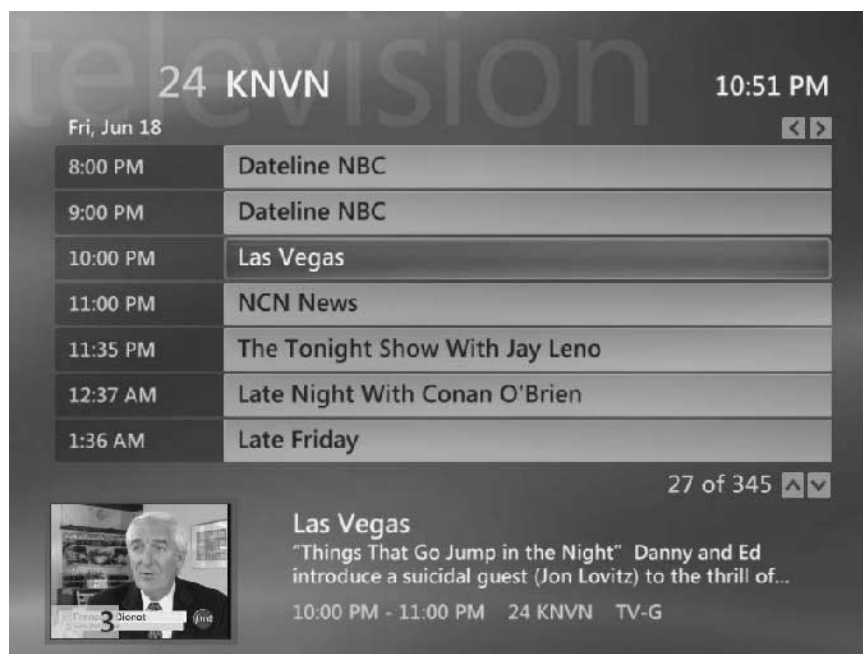 television
24 KNVN 10:51 PM
Fri, Jun 18
8:00 PM Dateline NBC
9:00 PM Dateline NBC
10:00 PM Las Vegas
11:00 PM NCN News
11:35 PM The Tonight Show With Jay Leno
12:37 AM Late Night With Conan O'Brien
1:36 AM Late Friday
27 of 345
Las Vegas
"Things That Go Jump in the Night" Danny and Ed
introduce a suicidal guest (Jon Lovitz) to the thrill of...
10:00 PM - 11:00 PM 24 KNVN TV-G
3